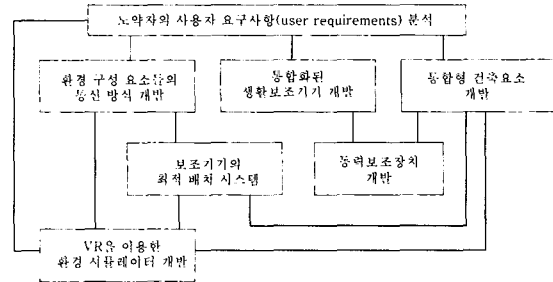 노약자의 사용자 요구사항(user requirements) 분석
환경 구성 요소들의
통신 방식 개발
통합화된
생활보조기기 개발
통합형 건축요소
개발
보조기기의
최적 배치 시스템
동력보조장치
개발
VR을 이용한
환경 시뮬레이터 개발